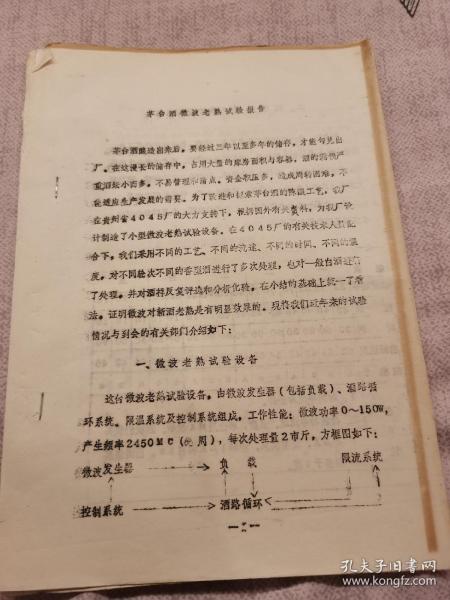 茅台酒微波老熟试验报告
茅台酒酿造出来后，要经过三年以至多年的储存，才能勾兑出
厂。在这漫长的储存中，占用大量的库房面积与容器，酒的消耗严
重酒坛小而多，不易管理和清点。资金积压多，造成周转困难，不
能适应生产发展的需要。为了改进和探索茅台酒的陈酿工艺，我厂
在贵州省4045厂的大力支持下，根据国外有关资料，为我厂设
计制造了小型微波老熟试验设备。在4045厂的有关技术人员配
合下，我们采用不同的工艺、不同的流速、不同的时间、不同的温
度，对不同轮次不同的香型酒进行了多次处理，也对一般白酒进行
了处理，并对酒样反复评选和分析化验，在小结的基础上统一了看
法，证明微波对新酒老熟是有明显效果的。现将我们近年来的试验
情况与到会的有关部门介绍如下：
一、微波老熟试验设备
这台微波老熟试验设备，由微波发生器（包括负载）、酒路循
环系统、限温系统及控制系统组成，工作性能：微波功率0～150W，
产生频率2450MC（兆周），每次处理量2市斤，方框图如下：
微波发生器 负载 限流系统
控制系统 酒路循环
孔夫子旧书网
www.kongfz.com